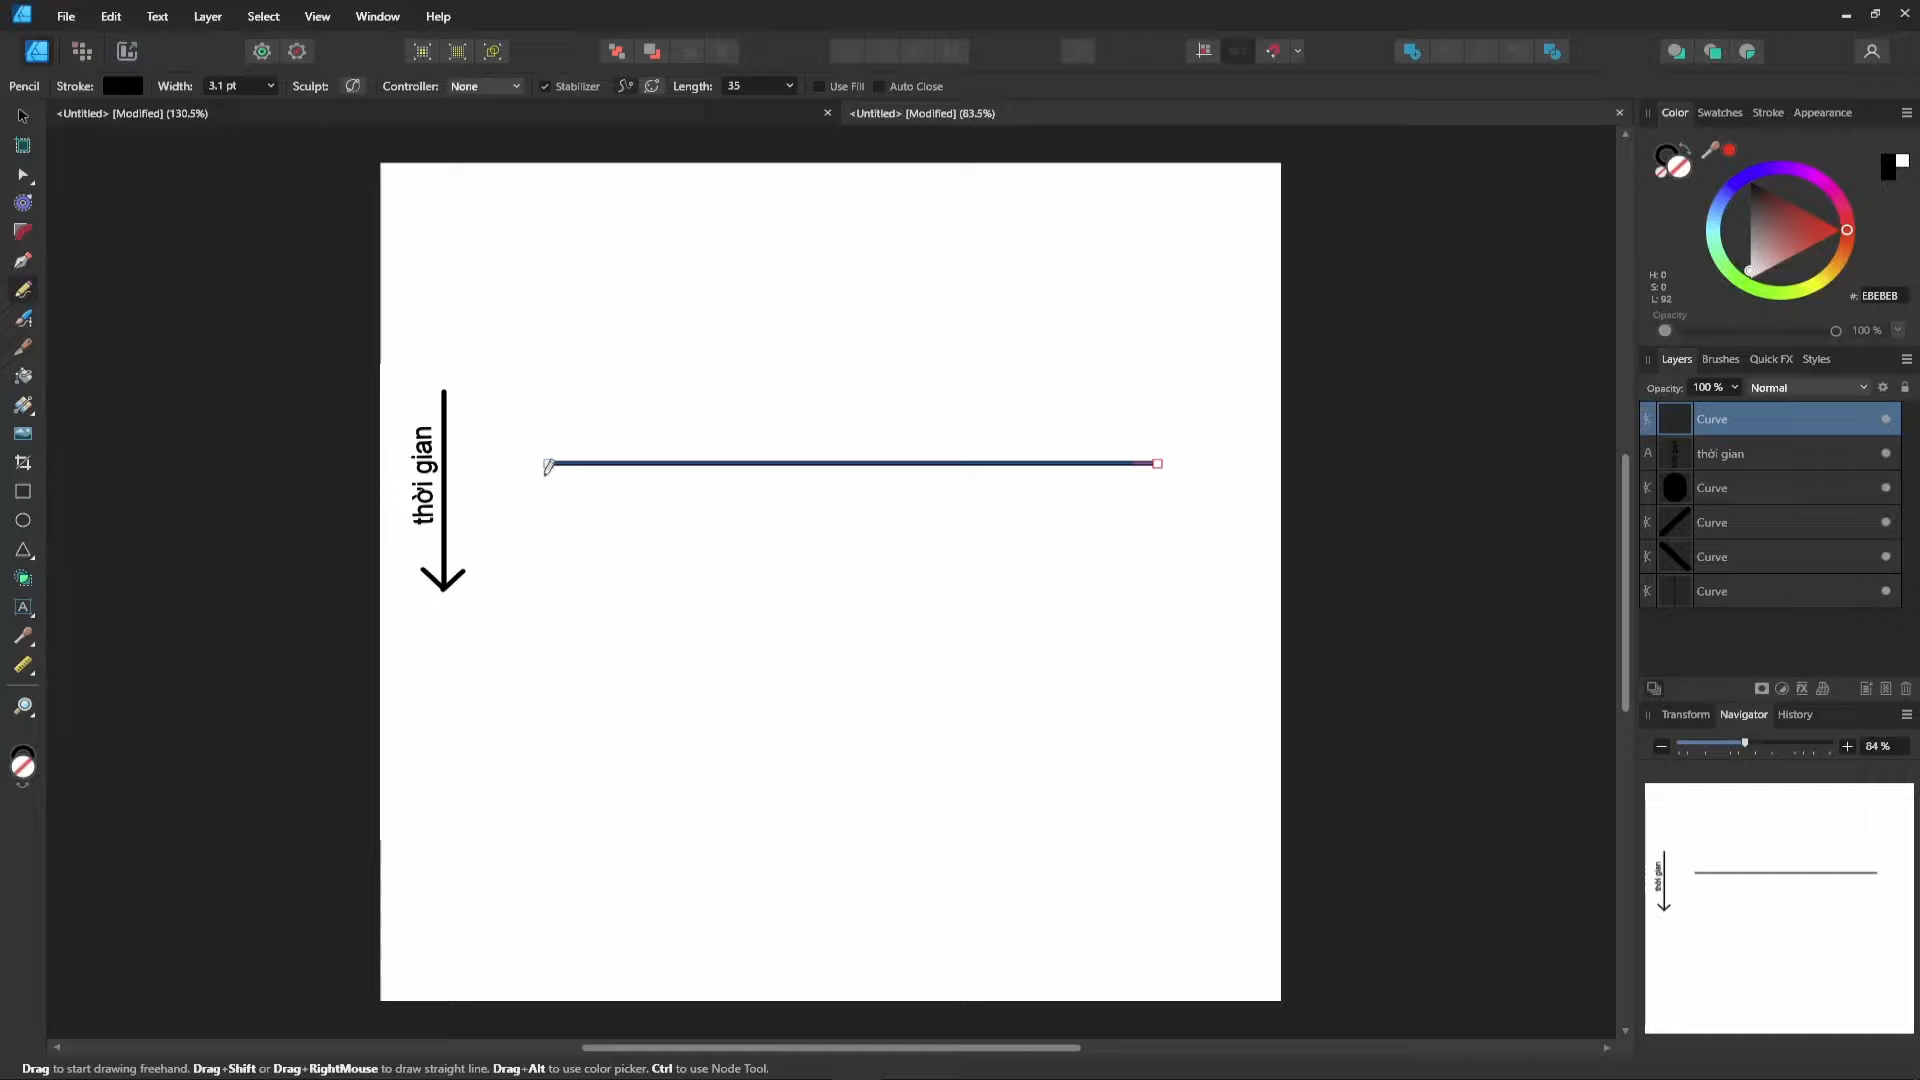 File Edit Text Layer Select View Window Help
Pencil Stroke: Width: 3.1 pt Sculpt: Controller: None Stabilizer Length: 35 Use Fill Auto Close
<Untitled> [Modified] (130.5%) <Untitled> [Modified] (83.5%)
Color Swatches Stroke Appearance
H: 0
S: 0
L: 92
#: EBEBEB
Opacity
100 %
Layers Brushes Quick FX Styles
Opacity: 100 % Normal
Curve
A thời gian
Curve
Curve
Curve
Curve
Transform Navigator History
84 %
thời gian
thời gian
Drag to start drawing freehand. Drag+Shift or Drag+RightMouse to draw straight line. Drag+Alt to use color picker. Ctrl to use Node Tool.